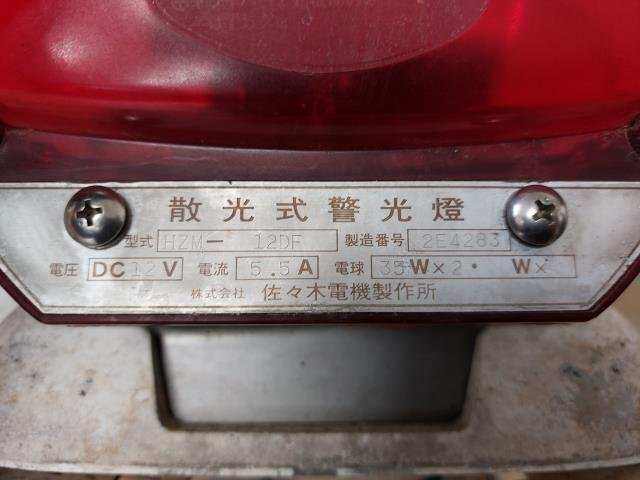 散光式警光燈
型式 HZM－ 12DF 製造番号 2E4283
電圧 DC12V 電流 5.5A 電球 35W×2・ W×
株式会社 佐々木電機製作所